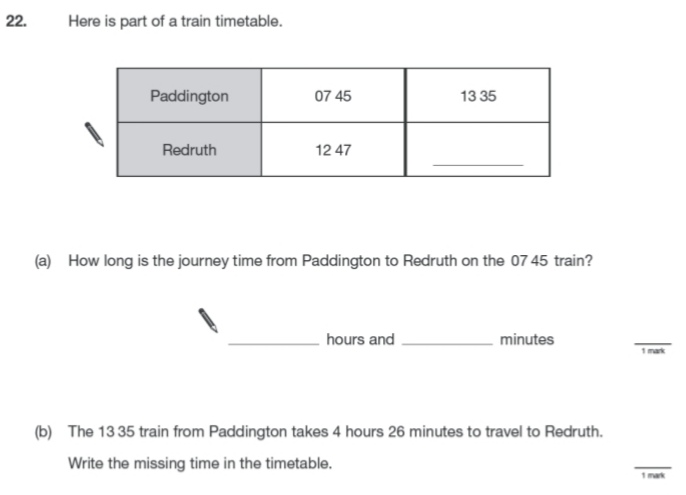 22. Here is part of a train timetable.
Paddington 07 45 13 35
Redruth 12 47
(a) How long is the journey time from Paddington to Redruth on the 07 45 train?
hours and minutes
1 mark
(b) The 13 35 train from Paddington takes 4 hours 26 minutes to travel to Redruth.
Write the missing time in the timetable.
1 mark